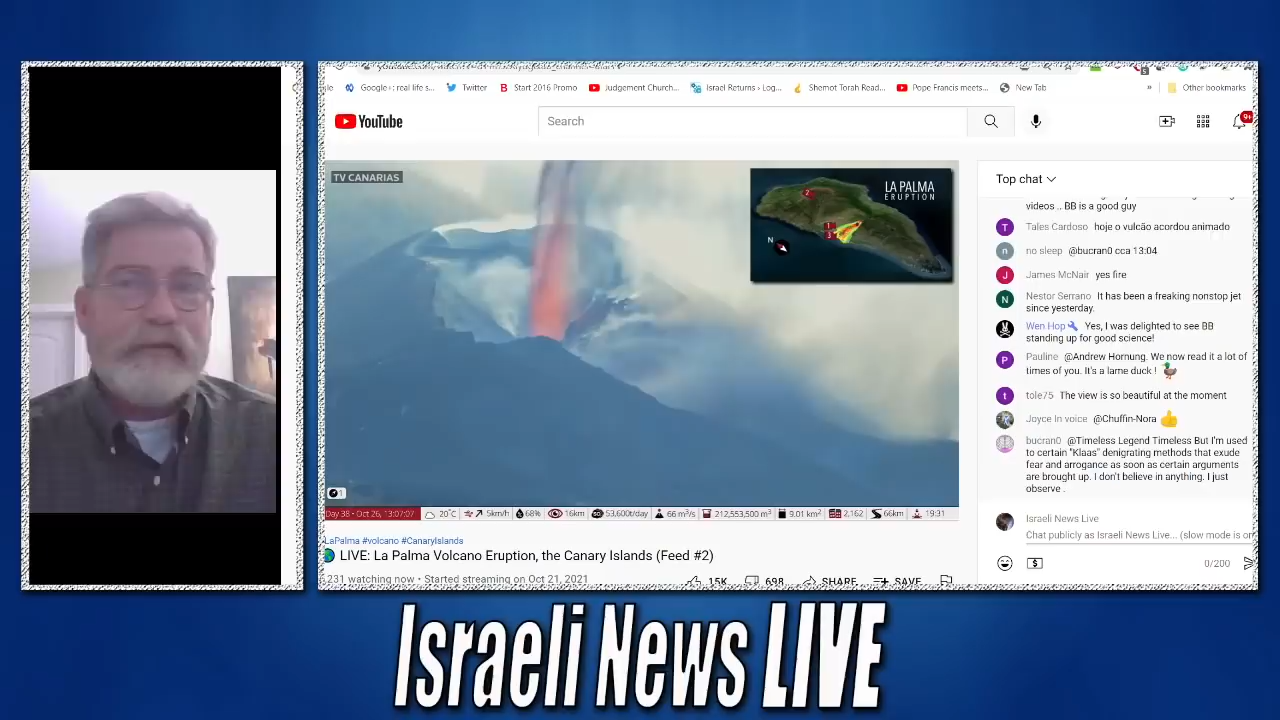 Google+: real life s...
Twitter
Start 2016 Promo
Judgement Church...
Israel Returns › Log...
Shemot Torah Read...
Pope Francis meets...
New Tab
»
Other bookmarks
YouTube
Search
9+
TV CANARIAS
LA PALMA
ERUPTION
2
1
3
N
Top chat
videos .. BB is a good guy
T Tales Cardoso hoje o vulcão acordou animado
n no sleep @bucran0 cca 13:04
J James McNair yes fire
N Nestor Serrano It has been a freaking nonstop jet
since yesterday.
Wen Hop Yes, I was delighted to see BB
standing up for good science!
P Pauline @Andrew Hornung. We now read it a lot of
times of you. It's a lame duck !
t tole75 The view is so beautiful at the moment
Joyce In voice @Chuffin-Nora
bucran0 @Timeless Legend Timeless But I'm used
to certain "Klaas" denigrating methods that exude
fear and arrogance as soon as certain arguments
are brought up. I don't believe in anything. I just
observe .
Israel News Live
Chat publicly as Israeli News Live... (slow mode is on
0/200
1
Day 38 - Oct 26, 13:07:07 20°C 5km/h 68% 16km 53,600t/day 66 m³/s 212,553,500 m³ 9.01 km² 2,162 66km 19:31
LaPalma #volcano #CanaryIslands
LIVE: La Palma Volcano Eruption, the Canary Islands (Feed #2)
231 watching now • Started streaming on Oct 21, 2021
15K 698 SHARE SAVE
Israeli News LIVE